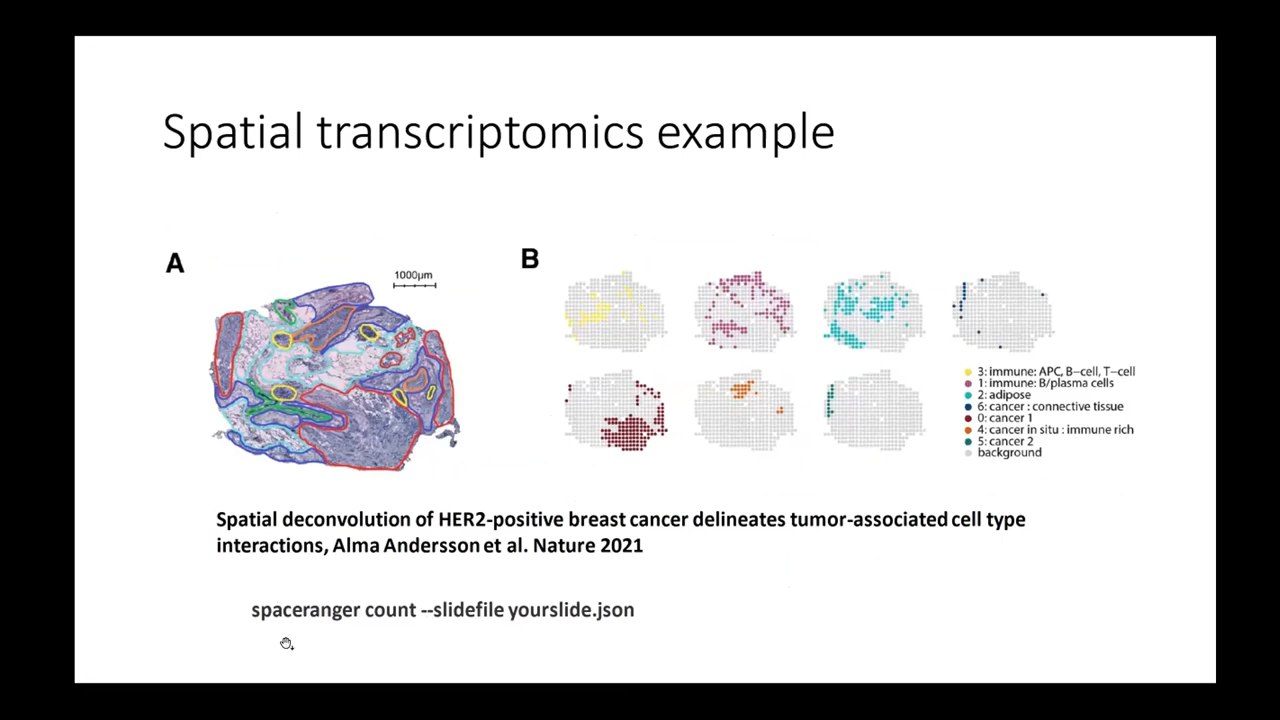 Spatial transcriptomics example
A
1000µm
B
3: immune: APC, B-cell, T-cell
1: immune: B/plasma cells
2: adipose
6: cancer : connective tissue
0: cancer 1
4: cancer in situ : immune rich
5: cancer 2
background
Spatial deconvolution of HER2-positive breast cancer delineates tumor-associated cell type
interactions, Alma Andersson et al. Nature 2021
spaceranger count --slidefile yourslide.json